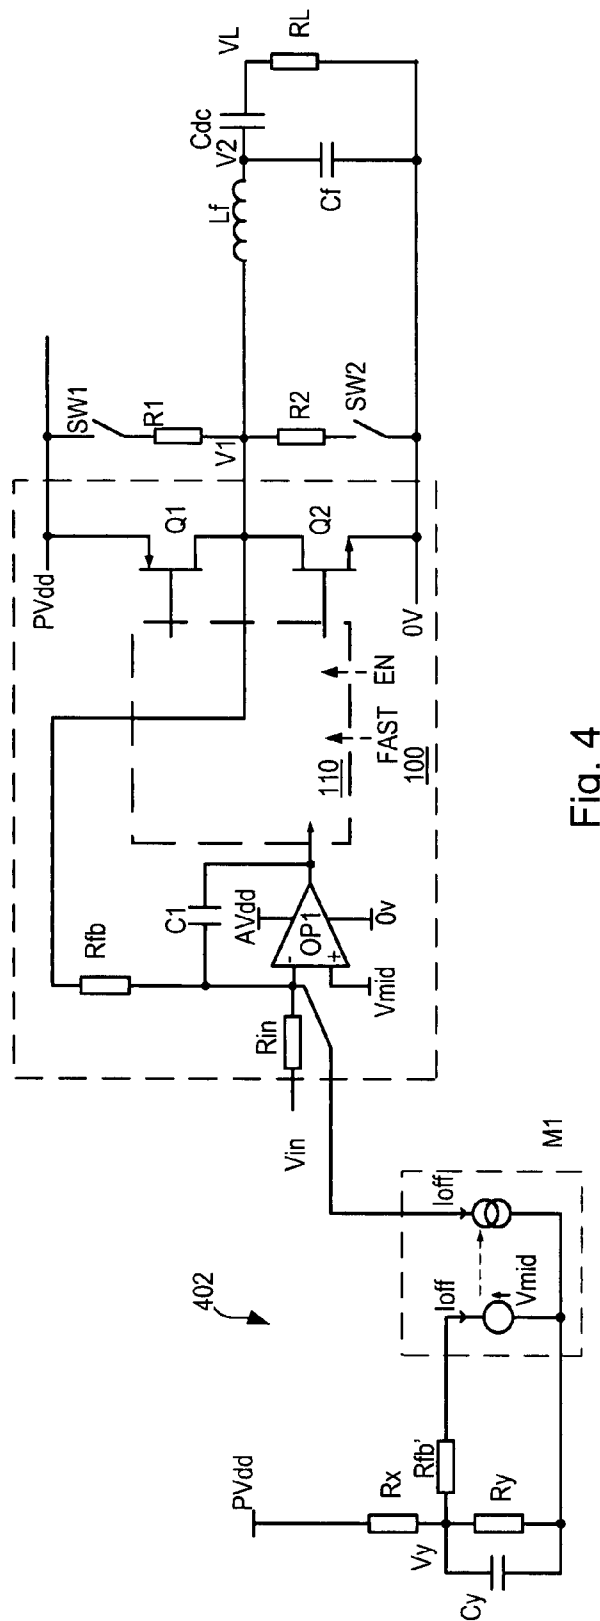 402
PVdd
Rx
Vy
Cy
Ry
Rfb'
Ioff
Ioff
Vmid
M1
Vin
Rin
Rfb
C1
AVdd
OP1
-
+
Vmid
0v
110
FAST
100
EN
PVdd
0V
Q1
Q2
SW1
R1
V1
R2
SW2
Lf
V2
Cdc
Cf
VL
RL
Fig. 4